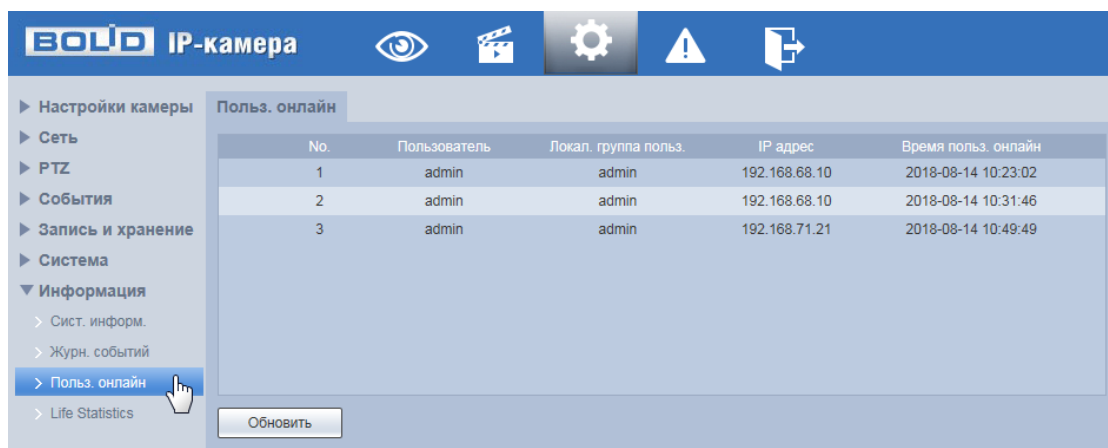 BOLID IP-камера
Настройки камеры
Сеть
PTZ
События
Запись и хранение
Система
Информация
Сист. информ.
Журн. событий
Польз. онлайн
Life Statistics
Польз. онлайн
No. Пользователь Локал. группа польз. IP адрес Время польз. онлайн
1 admin admin 192.168.68.10 2018-08-14 10:23:02
2 admin admin 192.168.68.10 2018-08-14 10:31:46
3 admin admin 192.168.71.21 2018-08-14 10:49:49
Обновить